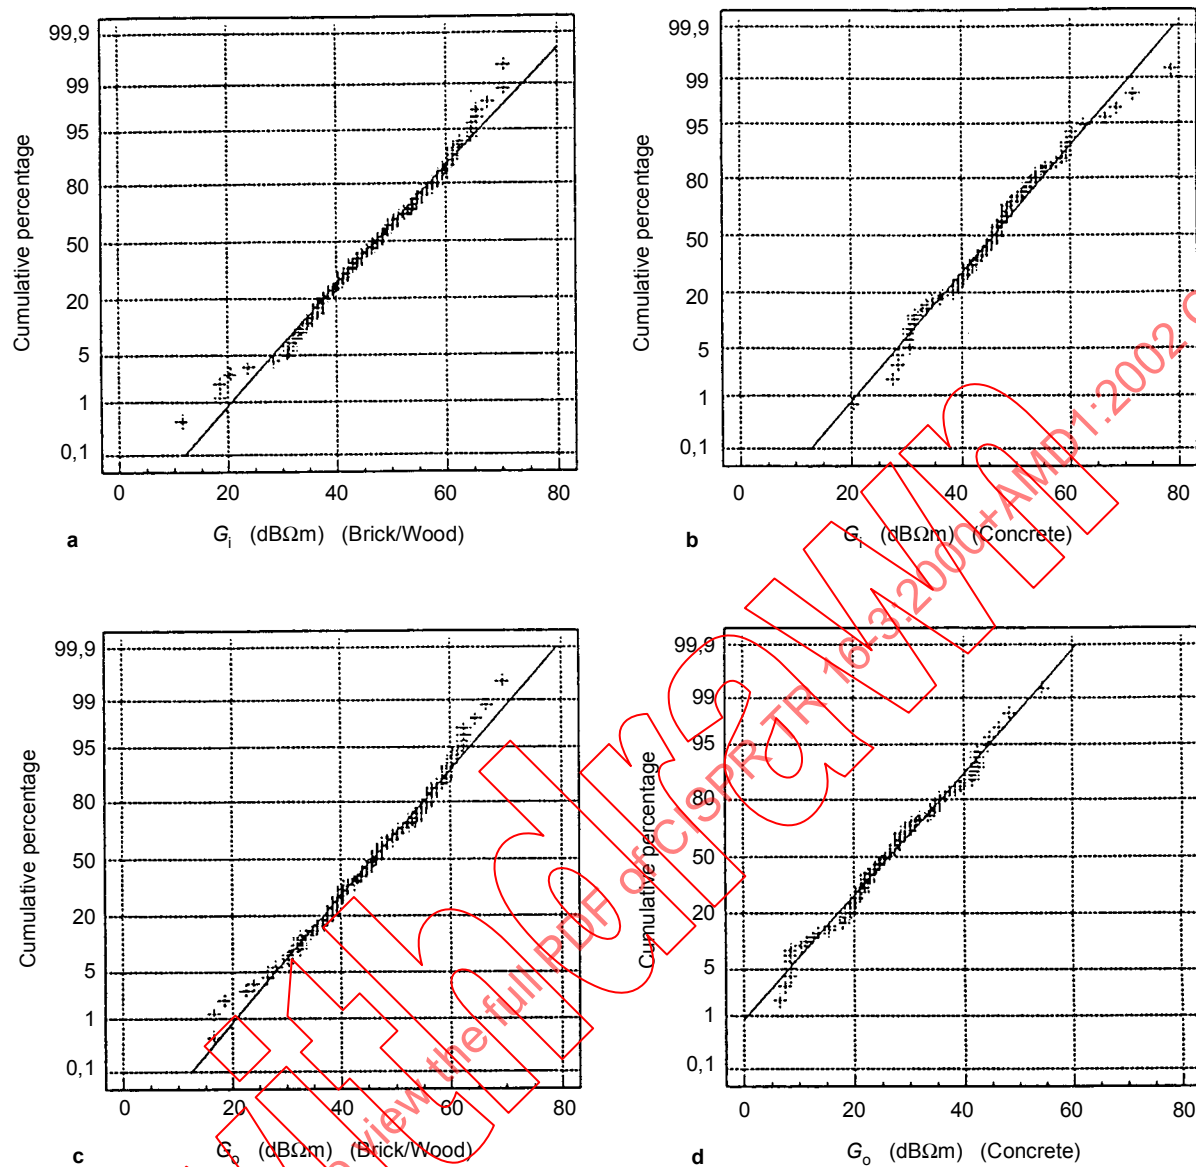 99,9
99
95
80
50
20
5
1
0,1
Cumulative percentage
0 20 40 60 80
a Gi (dBΩm) (Brick/Wood)
99,9
99
95
80
50
20
5
1
0,1
Cumulative percentage
0 20 40 60 80
b Gi (dBΩm) (Concrete)
99,9
99
95
80
50
20
5
1
0,1
Cumulative percentage
0 20 40 60 80
c Go (dBΩm) (Brick/Wood)
99,9
99
95
80
50
20
5
1
0,1
Cumulative percentage
0 20 40 60 80
d Go (dBΩm) (Concrete)
view the full PDF of CISPR TR 16-3:2000+AMD1:2002